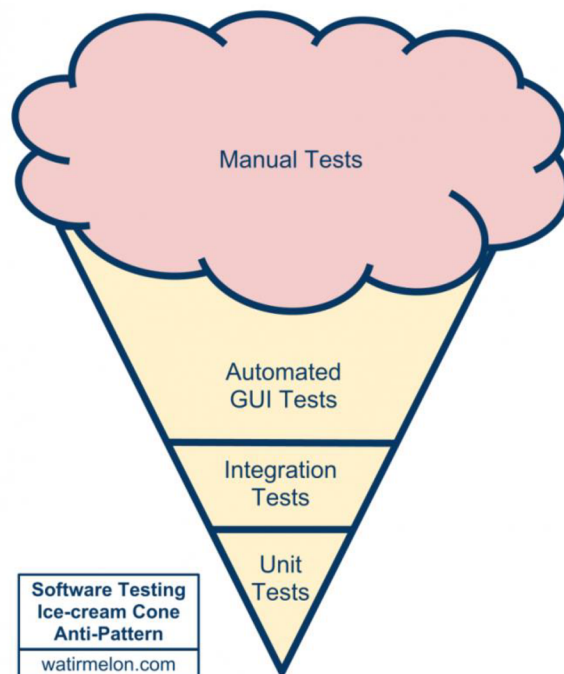 Manual Tests
Automated
GUI Tests
Integration
Tests
Unit
Tests
Software Testing
Ice-cream Cone
Anti-Pattern
watirmelon.com